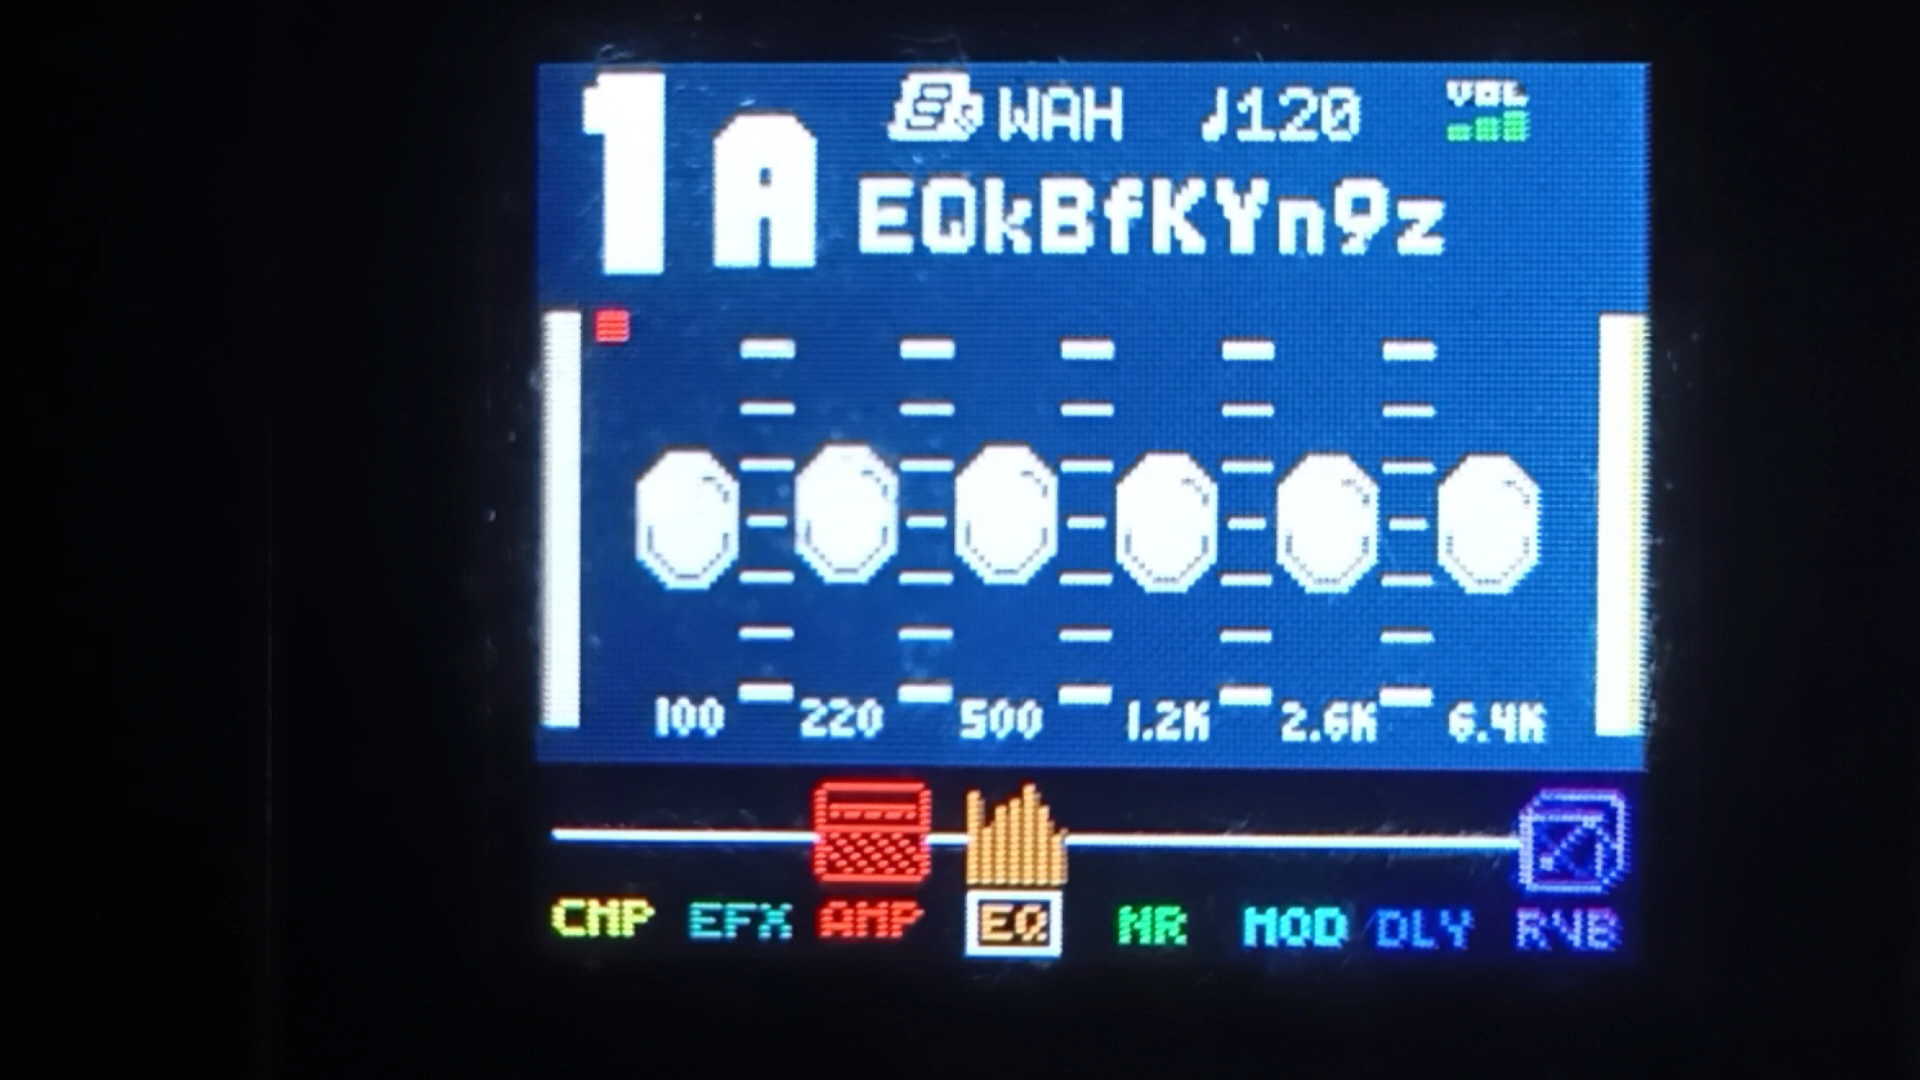 1A WAH ♩120 VOL
EQkBfKYn9z
100 220 500 1.2K 2.6K 6.4K
CMP EFX AMP EQ NR MOD DLY RVB